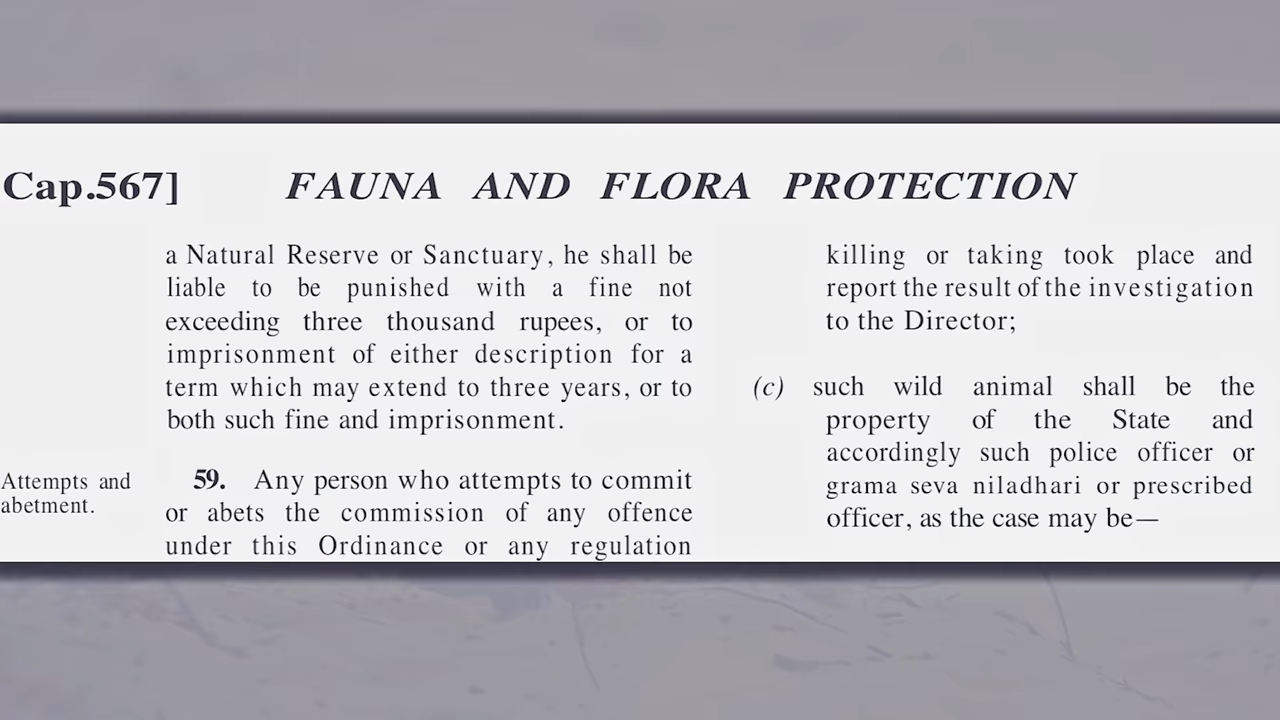 Cap.567] FAUNA AND FLORA PROTECTION
a Natural Reserve or Sanctuary, he shall be
liable to be punished with a fine not
exceeding three thousand rupees, or to
imprisonment of either description for a
term which may extend to three years, or to
both such fine and imprisonment.
Attempts and
abetment.
59. Any person who attempts to commit
or abets the commission of any offence
under this Ordinance or any regulation
killing or taking took place and
report the result of the investigation
to the Director;
(c) such wild animal shall be the
property of the State and
accordingly such police officer or
grama seva niladhari or prescribed
officer, as the case may be—